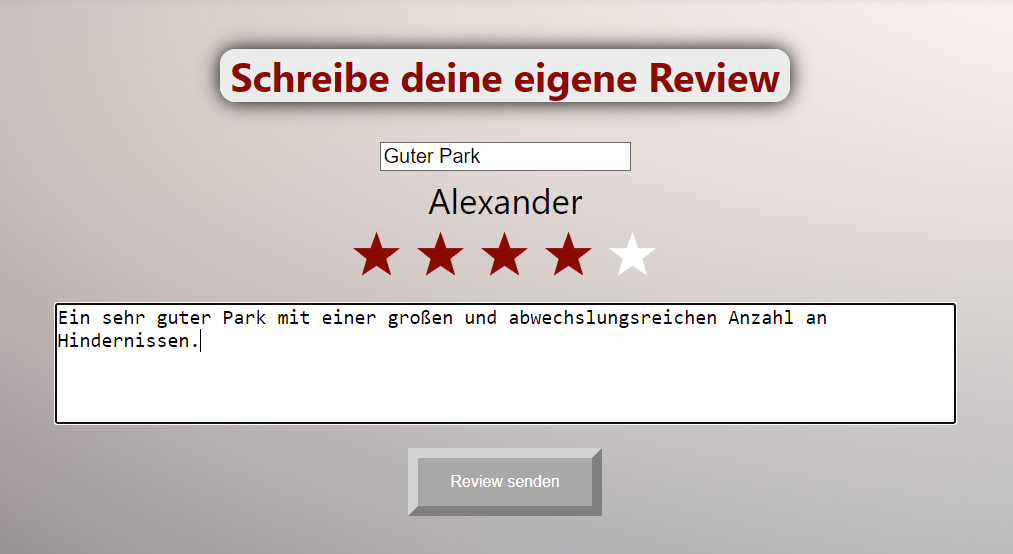 Schreibe deine eigene Review
Guter Park
Alexander
Ein sehr guter Park mit einer großen und abwechslungsreichen Anzahl an
Hindernissen.
Review senden